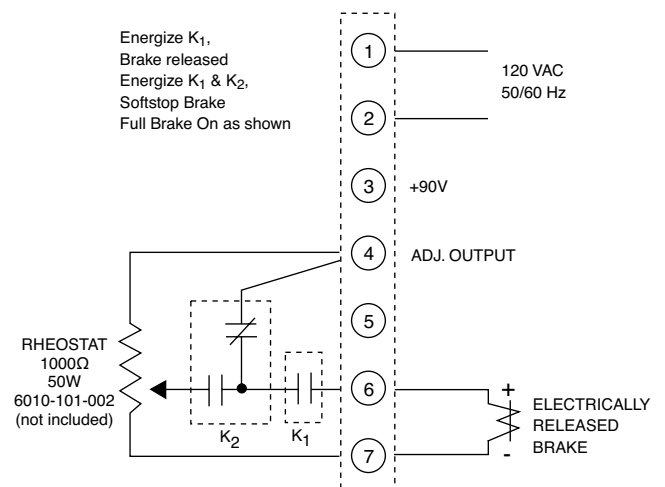 Energize K1,
Brake released
Energize K1 & K2,
Softstop Brake
Full Brake On as shown
1
2
3
4
5
6
7
120 VAC
50/60 Hz
+90V
ADJ. OUTPUT
RHEOSTAT
1000Ω
50W
6010-101-002
(not included)
K2
K1
+
-
ELECTRICALLY
RELEASED
BRAKE